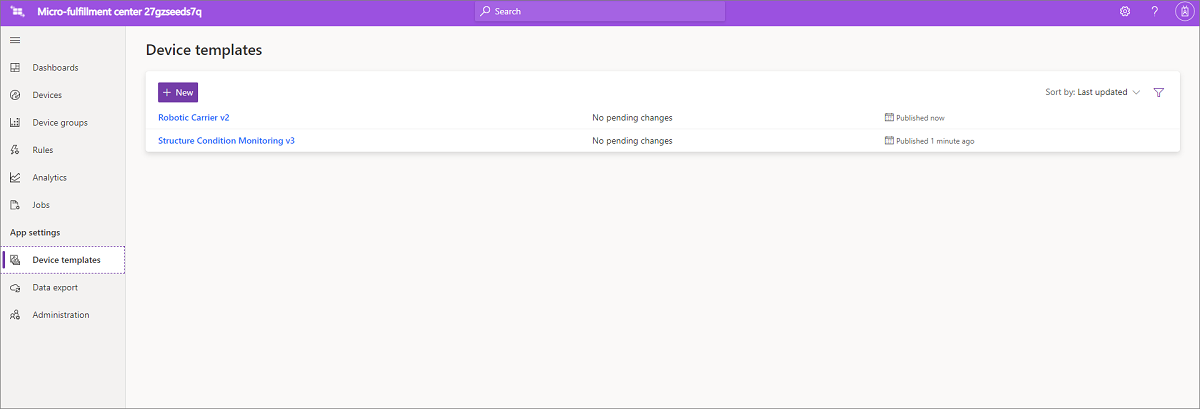 Micro-fulfillment center 27gzseeds7q
Search
?
Dashboards
Devices
Device groups
Rules
Analytics
Jobs
App settings
Device templates
Data export
Administration
Device templates
+ New
Sort by: Last updated
Robotic Carrier v2 No pending changes Published now
Structure Condition Monitoring v3 No pending changes Published 1 minute ago